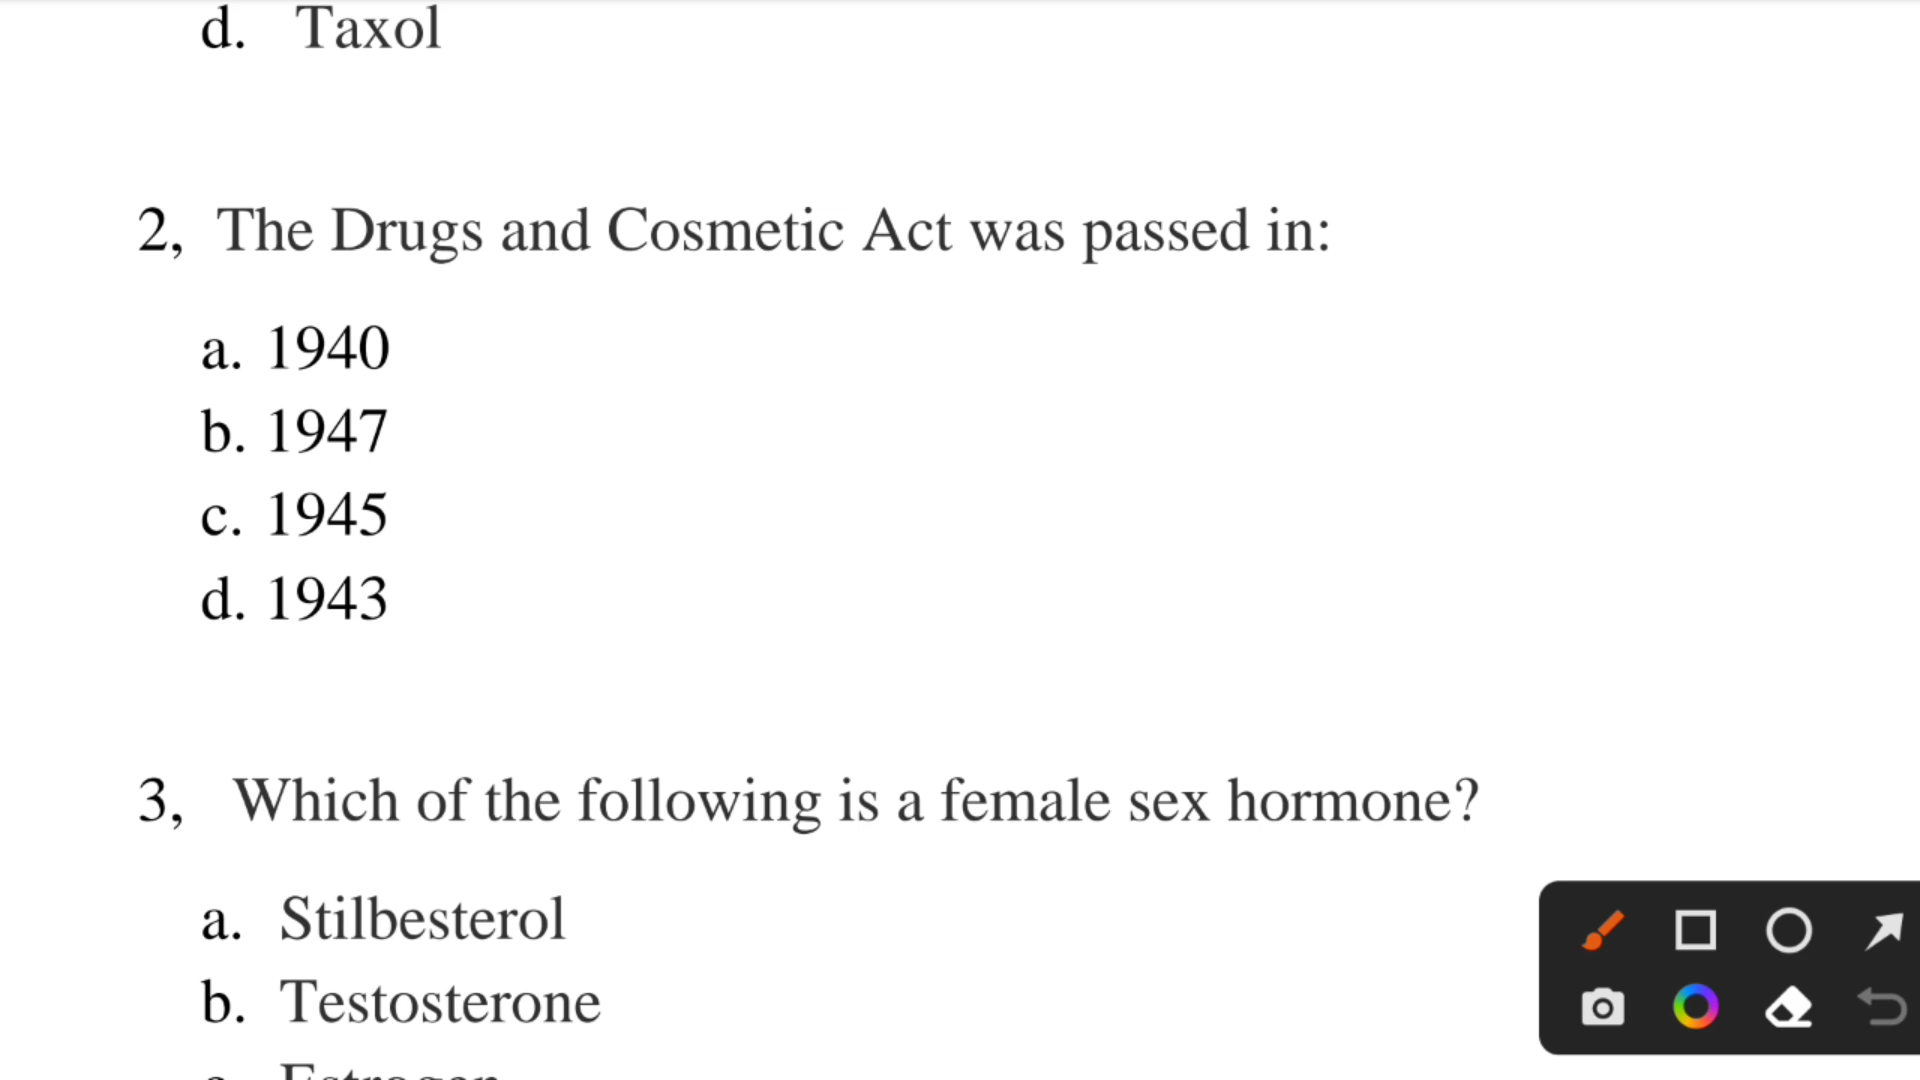 d. Taxol
2, The Drugs and Cosmetic Act was passed in:
a. 1940
b. 1947
c. 1945
d. 1943
3, Which of the following is a female sex hormone?
a. Stilbesterol
b. Testosterone